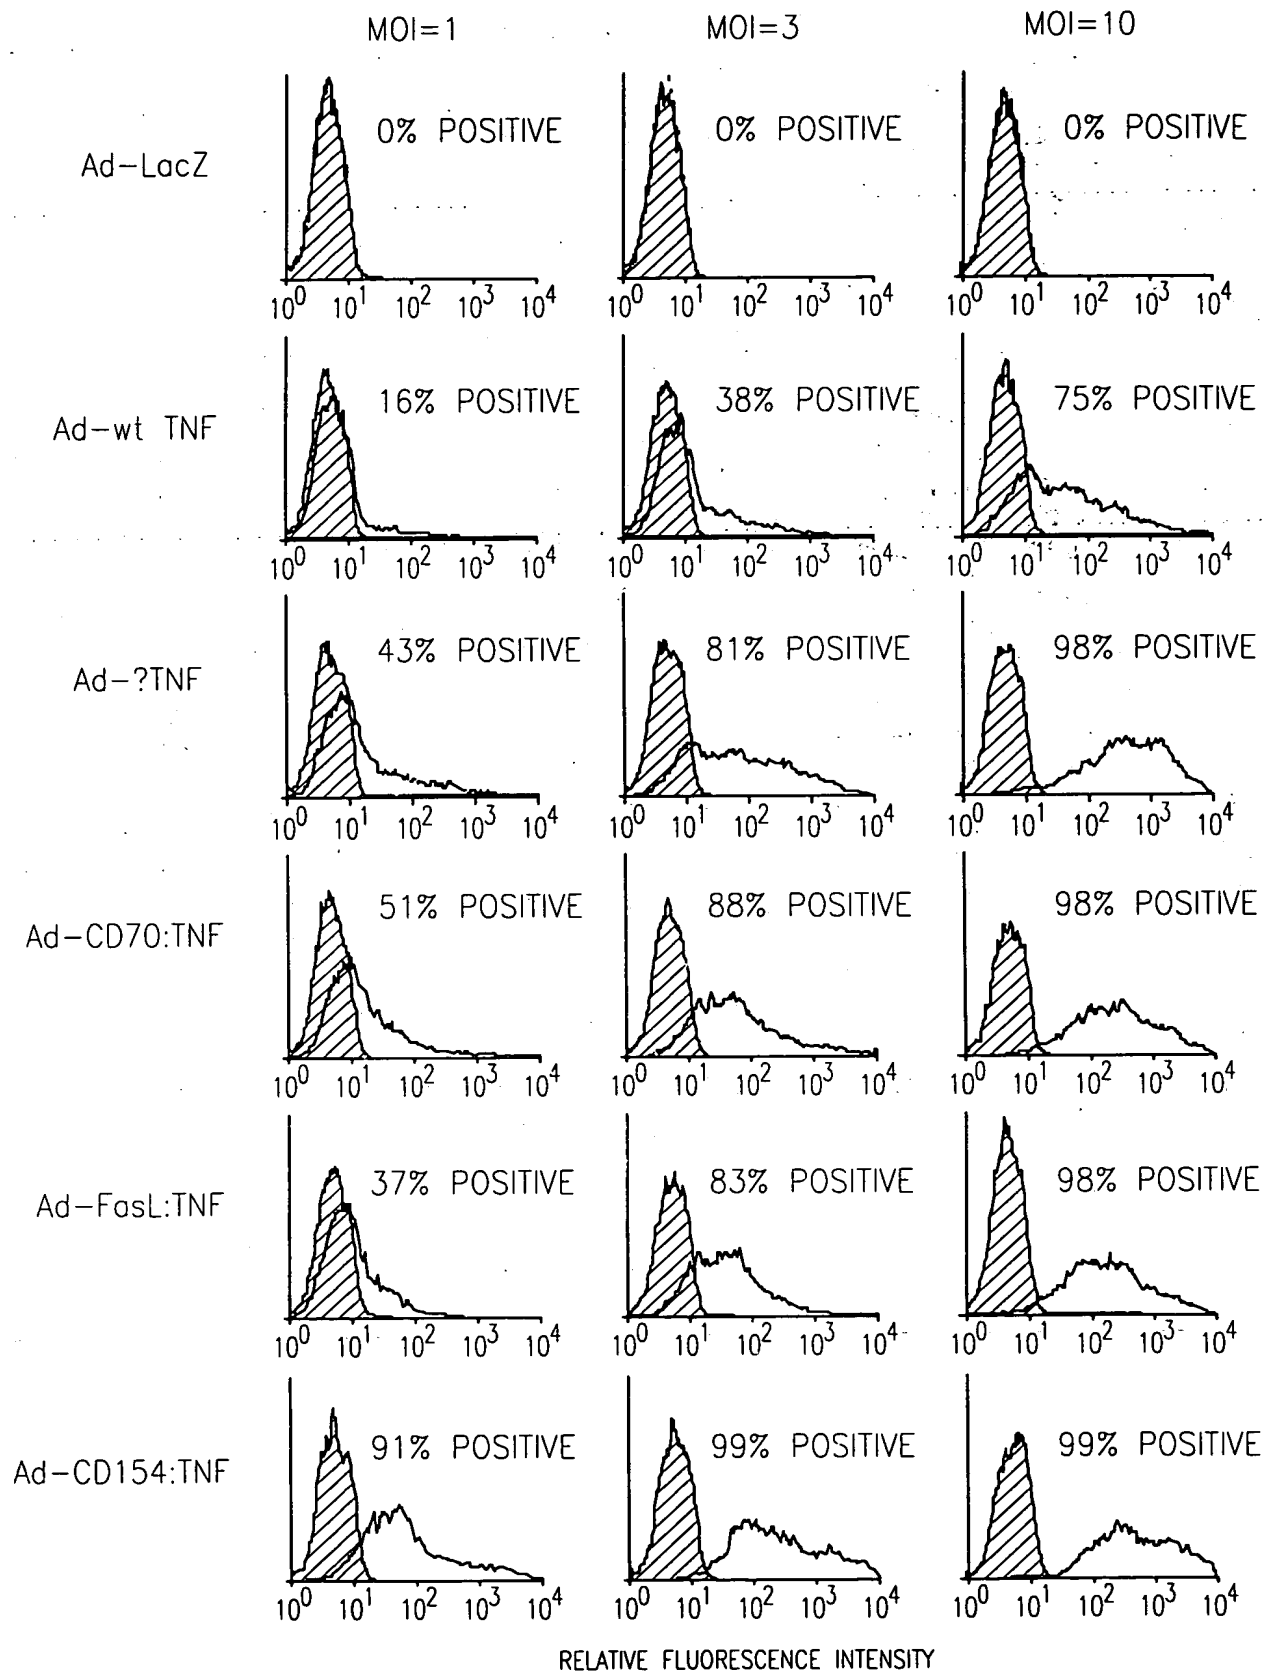 MOI=1 MOI=3 MOI=10
Ad-LacZ 0% POSITIVE 0% POSITIVE 0% POSITIVE
10^0 10^1 10^2 10^3 10^4 10^0 10^1 10^2 10^3 10^4 10^0 10^1 10^2 10^3 10^4
Ad-wt TNF 16% POSITIVE 38% POSITIVE 75% POSITIVE
10^0 10^1 10^2 10^3 10^4 10^0 10^1 10^2 10^3 10^4 10^0 10^1 10^2 10^3 10^4
Ad-?TNF 43% POSITIVE 81% POSITIVE 98% POSITIVE
10^0 10^1 10^2 10^3 10^4 10^0 10^1 10^2 10^3 10^4 10^0 10^1 10^2 10^3 10^4
Ad-CD70:TNF 51% POSITIVE 88% POSITIVE 98% POSITIVE
10^0 10^1 10^2 10^3 10^4 10^0 10^1 10^2 10^3 10^4 10^0 10^1 10^2 10^3 10^4
Ad-FasL:TNF 37% POSITIVE 83% POSITIVE 98% POSITIVE
10^0 10^1 10^2 10^3 10^4 10^0 10^1 10^2 10^3 10^4 10^0 10^1 10^2 10^3 10^4
Ad-CD154:TNF 91% POSITIVE 99% POSITIVE 99% POSITIVE
10^0 10^1 10^2 10^3 10^4 10^0 10^1 10^2 10^3 10^4 10^0 10^1 10^2 10^3 10^4
RELATIVE FLUORESCENCE INTENSITY